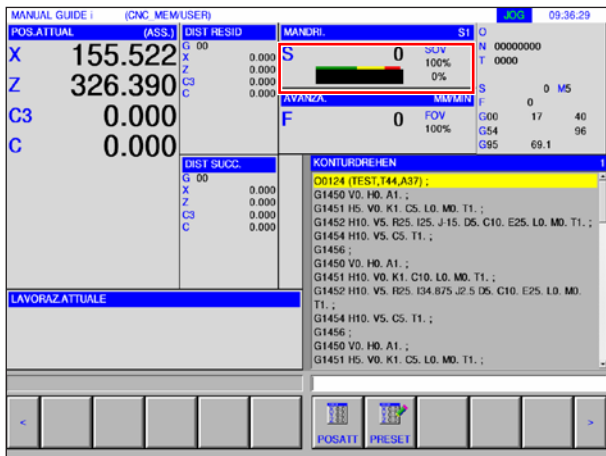 MANUAL GUIDE i (CNC_MEM/USER) JOG 09:36:29
POS.ATTUAL (ASS.)
X 155.522
Z 326.390
C3 0.000
C 0.000
DIST RESID
G 00
X 0.000
Z 0.000
C3 0.000
C 0.000
MANDRI. S1
S 0 SOV
100%
0%
AVANZA. MM/MIN
F 0 FOV
100%
O
N 00000000
T 0000
S 0 M5
F 0
G00 17 40
G54 96
G95 69.1
DIST SUCC.
G 00
X 0.000
Z 0.000
C3 0.000
C 0.000
KONTURDREHEN 1
O0124 (TEST,T44,A37) ;
G1450 V0. H0. A1. ;
G1451 H5. V0. K1. C5. L0. M0. T1. ;
G1452 H10. V5. R25. I25. J-15. D5. C10. E25. L0. M0. T1. ;
G1454 H10. V5. C5. T1. ;
G1456 ;
G1450 V0. H0. A1. ;
G1451 H10. V0. K1. C10. L0. M0. T1. ;
G1452 H10. V5. R25. I34.875 J2.5 D5. C10. E25. L0. M0.
T1. ;
G1454 H10. V5. C5. T1. ;
G1456 ;
G1450 V0. H0. A1. ;
G1451 H5. V0. K1. C5. L0. M0. T1. ;
LAVORAZ.ATTUALE
<
POSATT PRESET
>